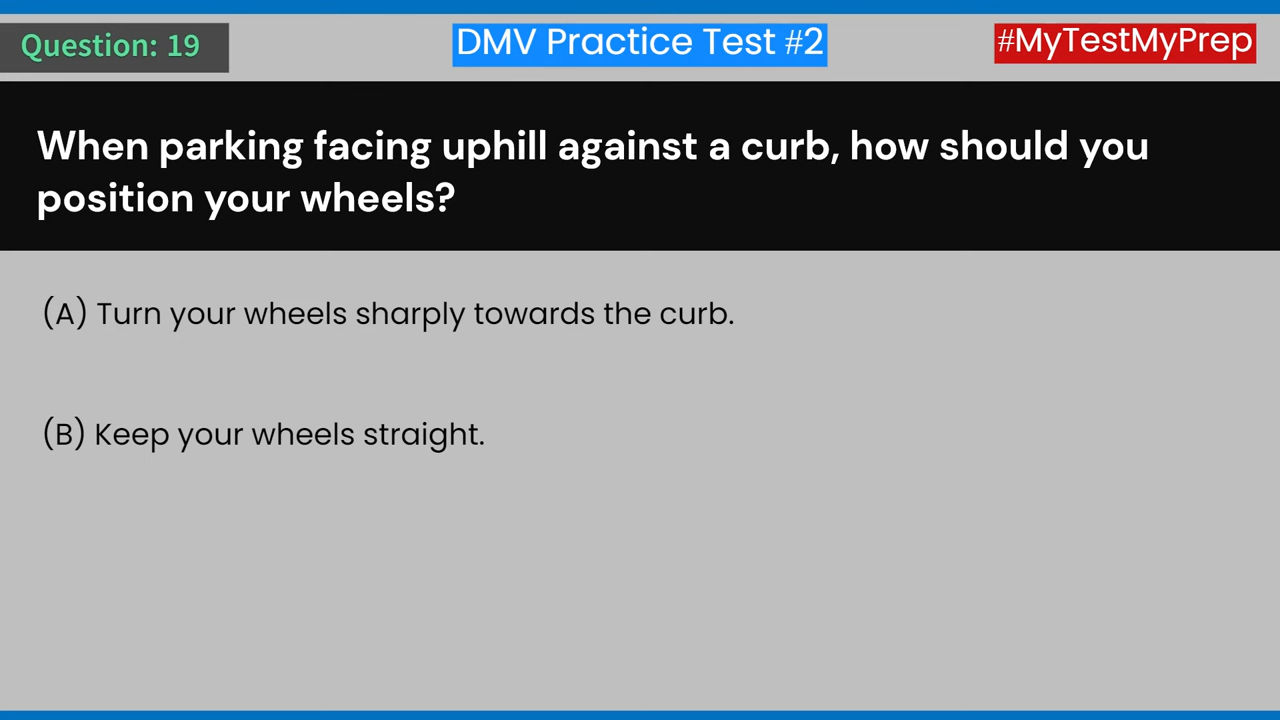 Question: 19
DMV Practice Test #2
#MyTestMyPrep
When parking facing uphill against a curb, how should you
position your wheels?
(A) Turn your wheels sharply towards the curb.
(B) Keep your wheels straight.